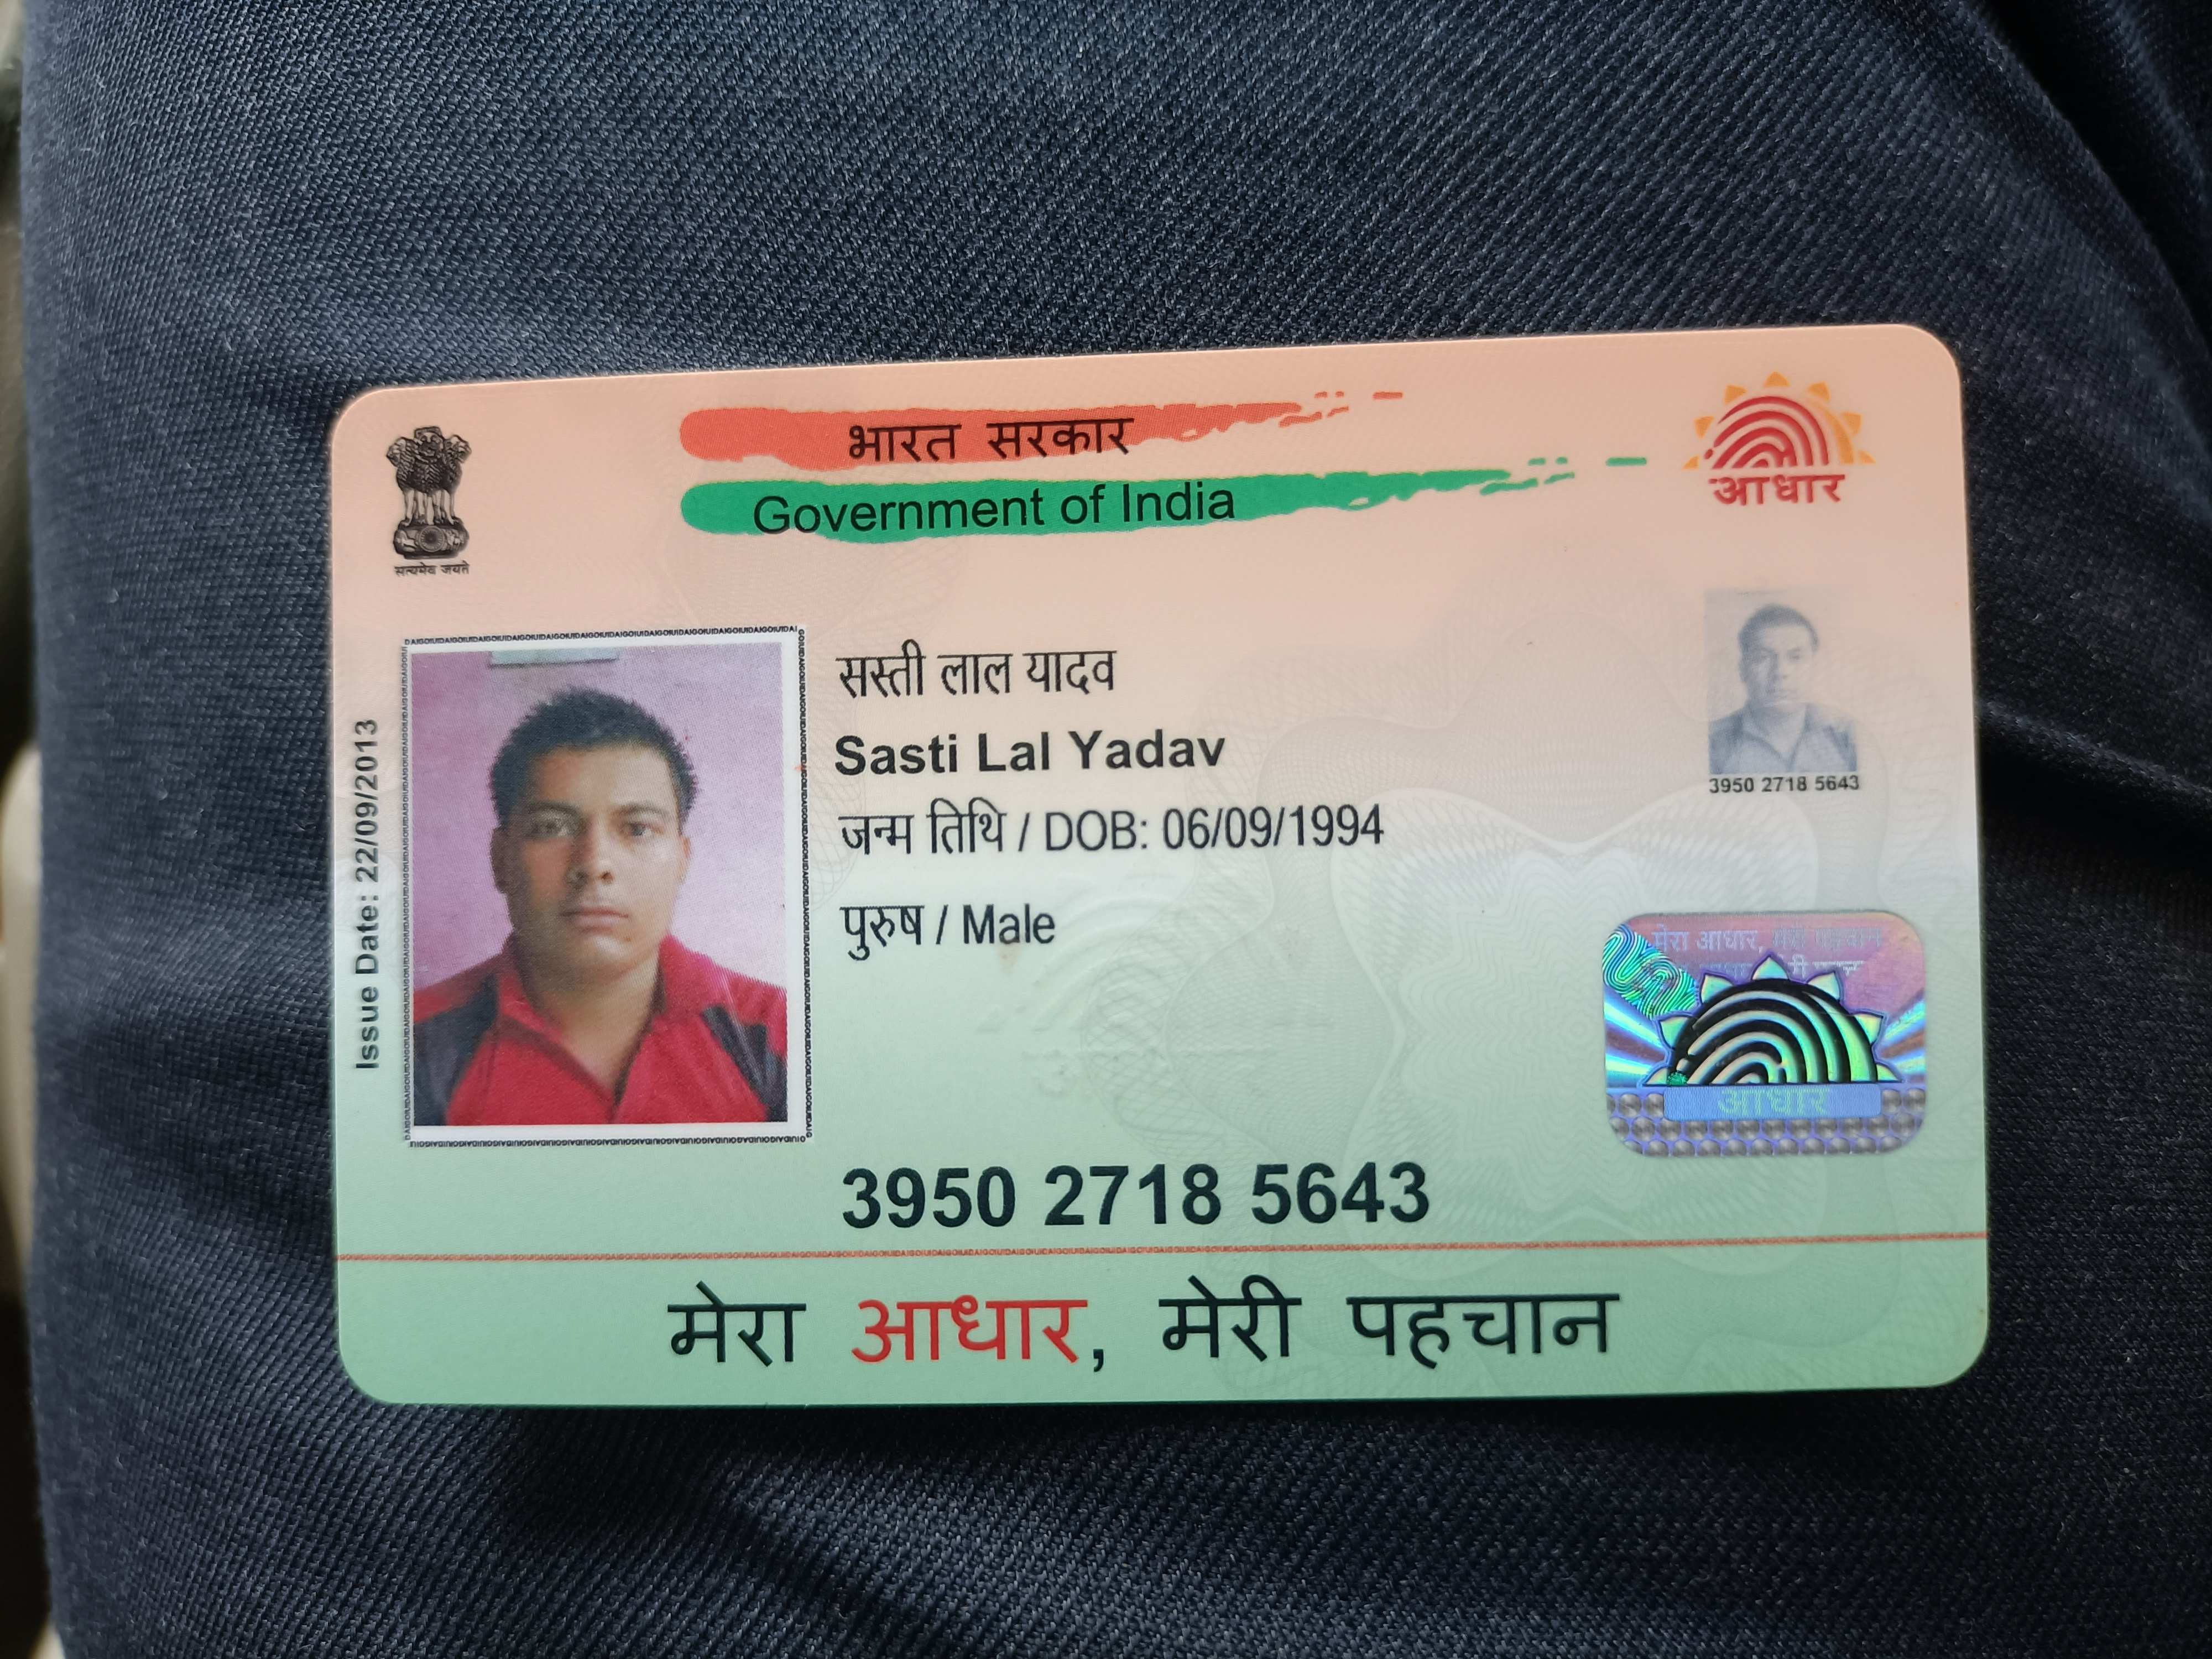 भारत सरकार
Government of India
आधार
सत्यमेव जयते
Issue Date: 22/09/2013
सस्ती लाल यादव
Sasti Lal Yadav
जन्म तिथि / DOB: 06/09/1994
पुरुष / Male
3950 2718 5643
मेरा आधार, मेरी पहचान
आधार
3950 2718 5643
मेरा आधार, मेरी पहचान